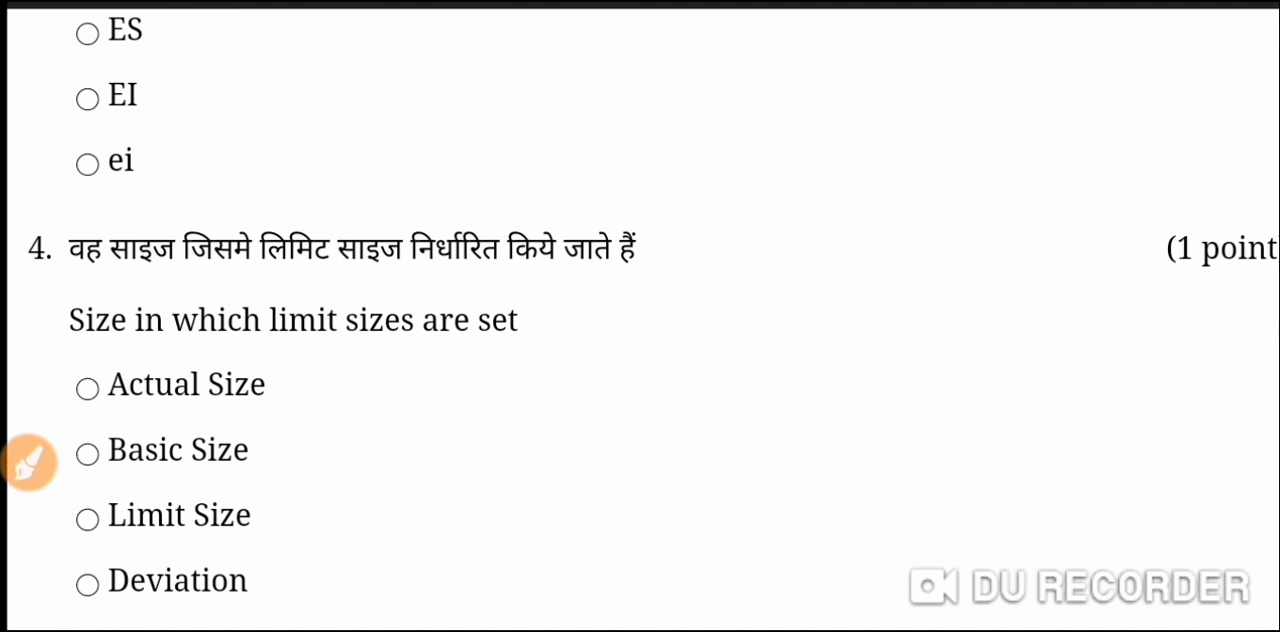 ES
EI
ei
4. वह साइज जिसमे लिमिट साइज निर्धारित किये जाते हैं (1 point
Size in which limit sizes are set
Actual Size
Basic Size
Limit Size
Deviation
DU RECORDER